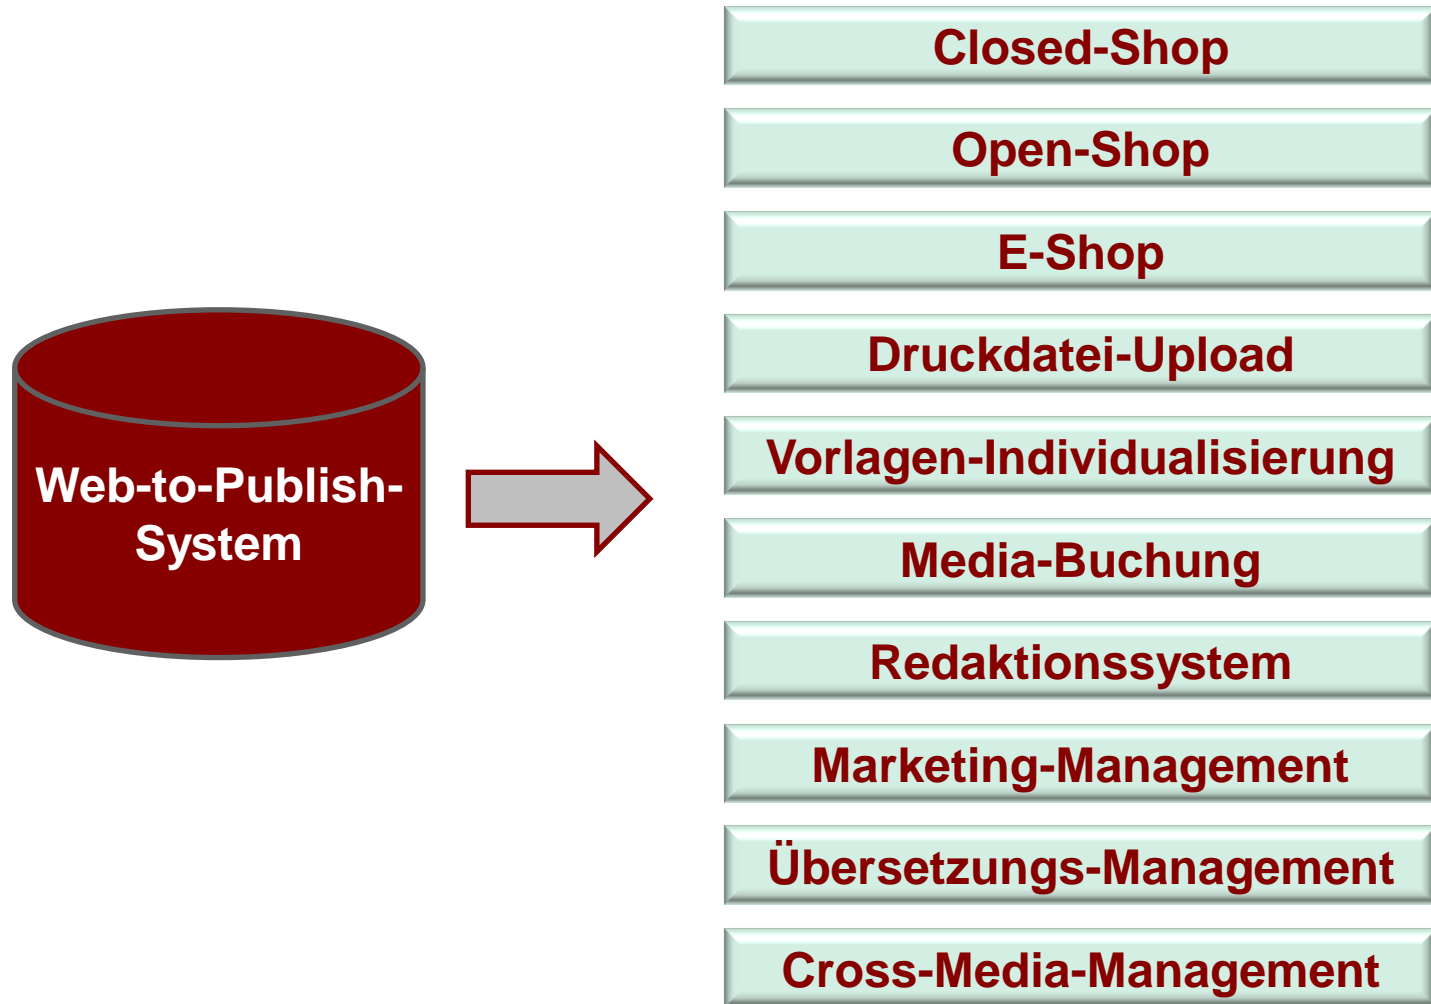 Web-to-Publish-
System
Closed-Shop
Open-Shop
E-Shop
Druckdatei-Upload
Vorlagen-Individualisierung
Media-Buchung
Redaktionssystem
Marketing-Management
Übersetzungs-Management
Cross-Media-Management